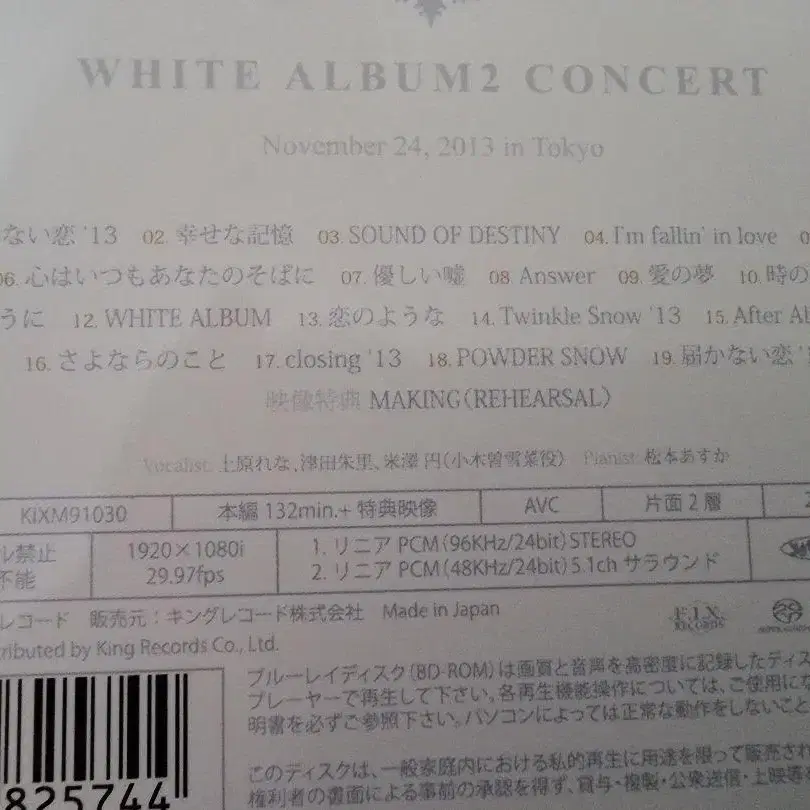 WHITE ALBUM2 CONCERT
November 24, 2013 in Tokyo
ない恋 '13 02. 幸せな記憶 03. SOUND OF DESTINY 04. I'm fallin' in love 0
06. 心はいつもあなたのそばに 07. 優しい嘘 08. Answer 09. 愛の夢 10. 時の
うに 12. WHITE ALBUM 13. 恋のような 14. Twinkle Snow '13 15. After Al
16. さよならのこと 17. closing '13 18. POWDER SNOW 19. 届かない恋 '
映像特典 MAKING(REHEARSAL)
Vocalist: 上原れな, 津田朱里、米澤 円(小木曽雪菜役) Pianist: 松本あすか
KIXM91030 本編 132min.+ 特典映像 AVC 片面2層
ル禁止 1920×1080i 1. リニア PCM(96KHz/24bit)STEREO
不能 29.97fps 2. リニア PCM(48KHz/24bit)5.1ch サラウンド
レコード 販売元:キングレコード株式会社 Made in Japan
F.I.X. RECORDS
tributed by King Records Co., Ltd.
ブルーレイディスク(BD-ROM)は画質と音声を高密度に記録したディス
プレーヤーで再生して下さい。各再生機能操作については、ご使用にな
明書を必ずご参照下さい。パソコンによっては正常な動作をしないこと
このディスクは、一般家庭内における私的再生に用途を限って販売され
権利者の書面による事前の承認を得ず、賞与・複製・公衆送信・上映等
825744